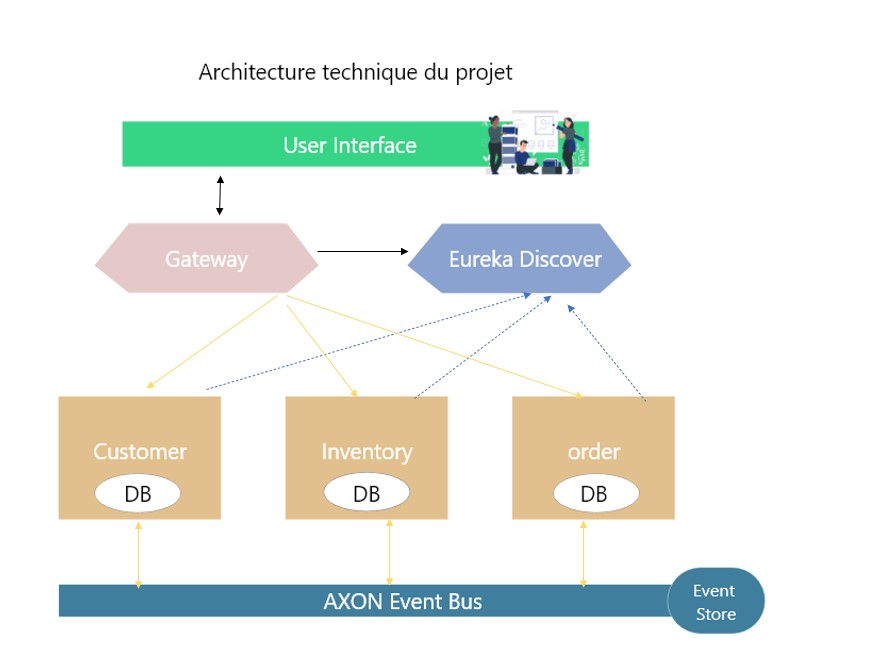 Architecture technique du projet
User Interface
Gateway
Eureka Discover
Customer
Inventory
order
DB
DB
DB
AXON Event Bus
Event
Store